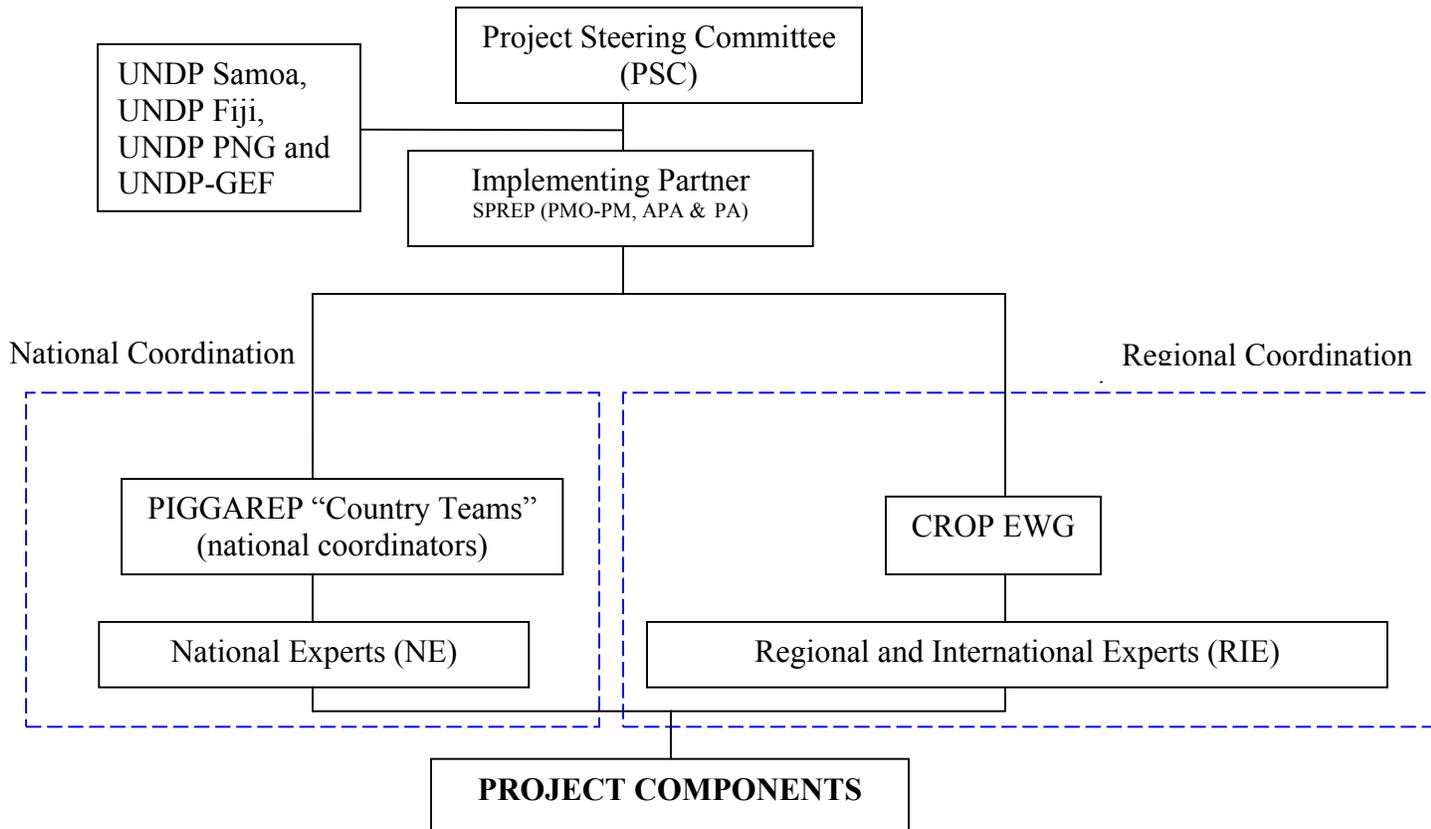 Project Steering Committee
(PSC)
UNDP Samoa,
UNDP Fiji,
UNDP PNG and
UNDP-GEF
Implementing Partner
SPREP (PMO-PM, APA & PA)
National Coordination
Regional Coordination
PIGGAREP “Country Teams”
(national coordinators)
CROP EWG
National Experts (NE)
Regional and International Experts (RIE)
PROJECT COMPONENTS